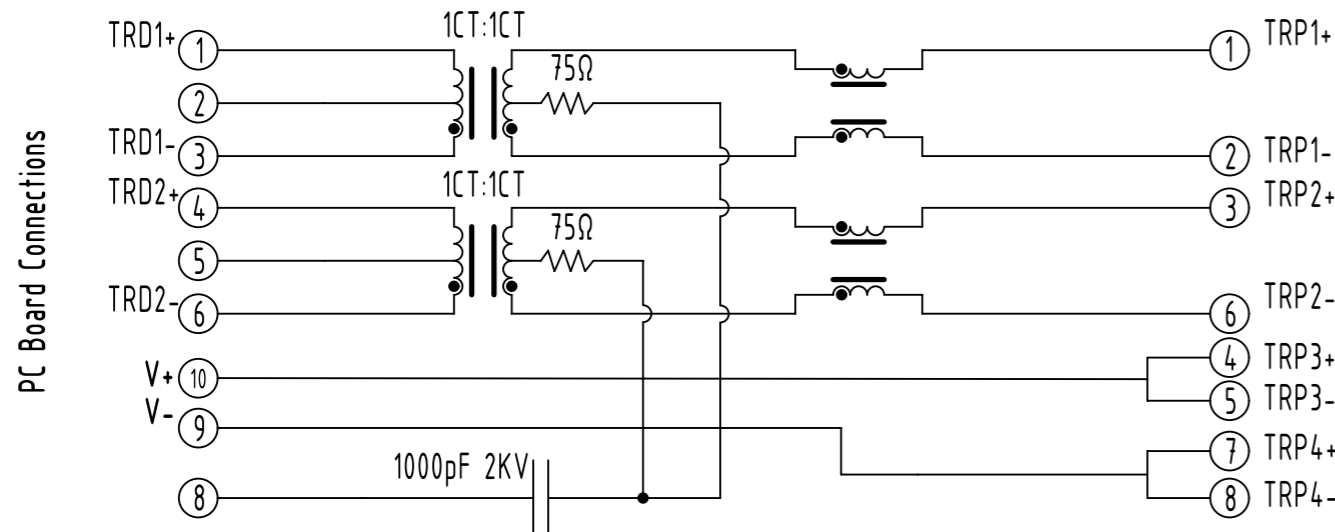 TRD1+ 1 1CT:1CT 1 TRP1+
75Ω
2
TRD1- 3 2 TRP1-
TRD2+ 4 1CT:1CT 3 TRP2+
75Ω
5
TRD2- 6 6 TRP2-
V+ 10 4 TRP3+
5 TRP3-
V- 9
7 TRP4+
1000pF 2KV
8 8 TRP4-
PC Board Connections